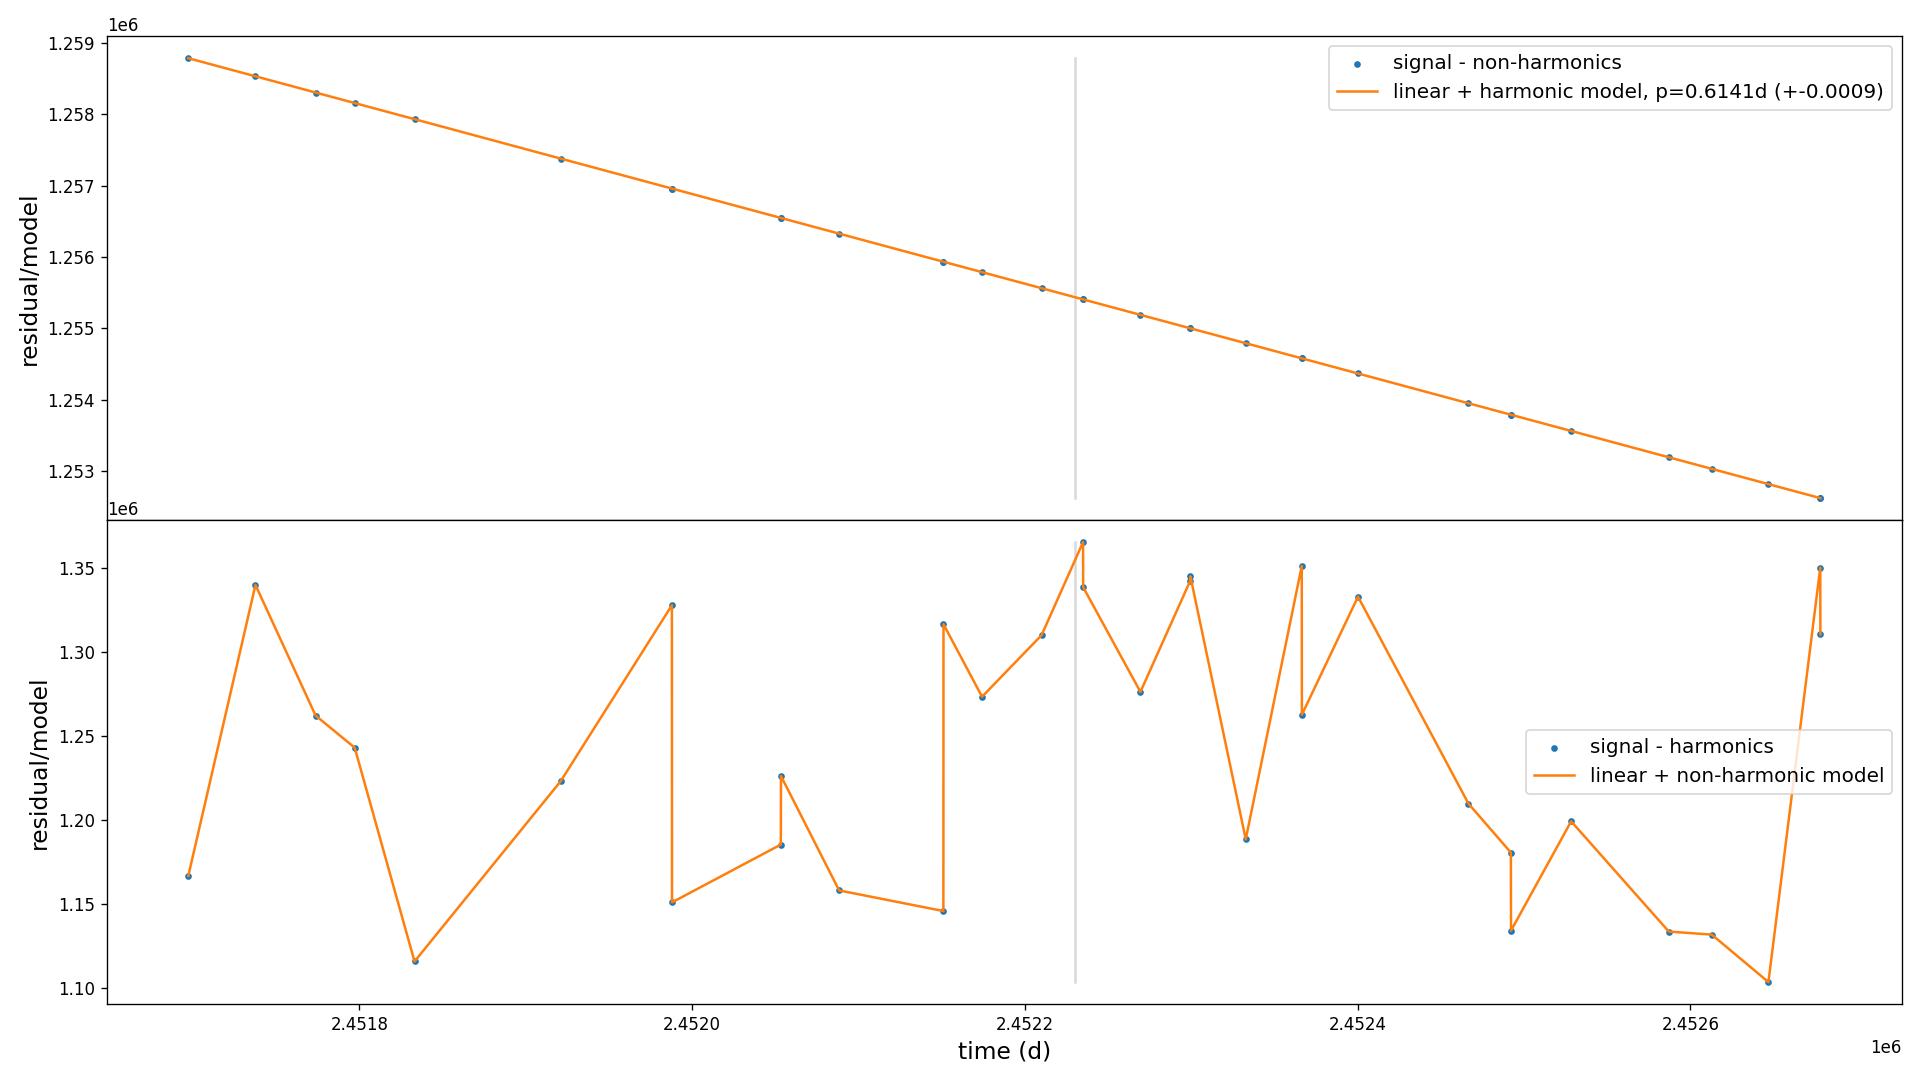 1e6
1.259
1.258
1.257
1.256
1.255
1.254
1.253
residual/model
signal - non-harmonics
linear + harmonic model, p=0.6141d (+-0.0009)
1e6
1.35
1.30
1.25
1.20
1.15
1.10
residual/model
signal - harmonics
linear + non-harmonic model
2.4518
2.4520
2.4522
2.4524
2.4526
time (d)
1e6